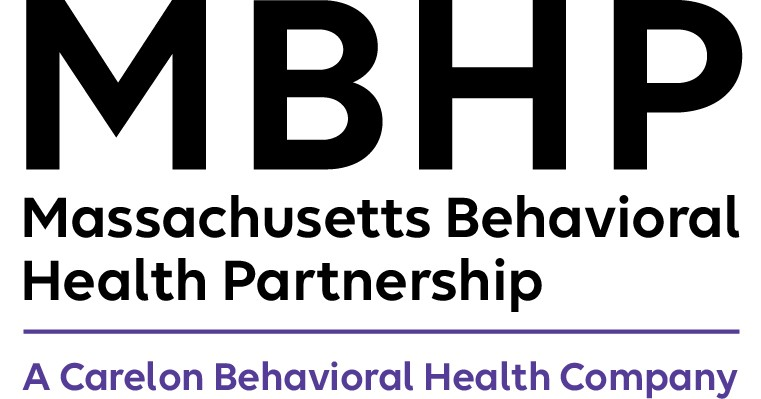 MBHP
Massachusetts Behavioral
Health Partnership
A Carelon Behavioral Health Company